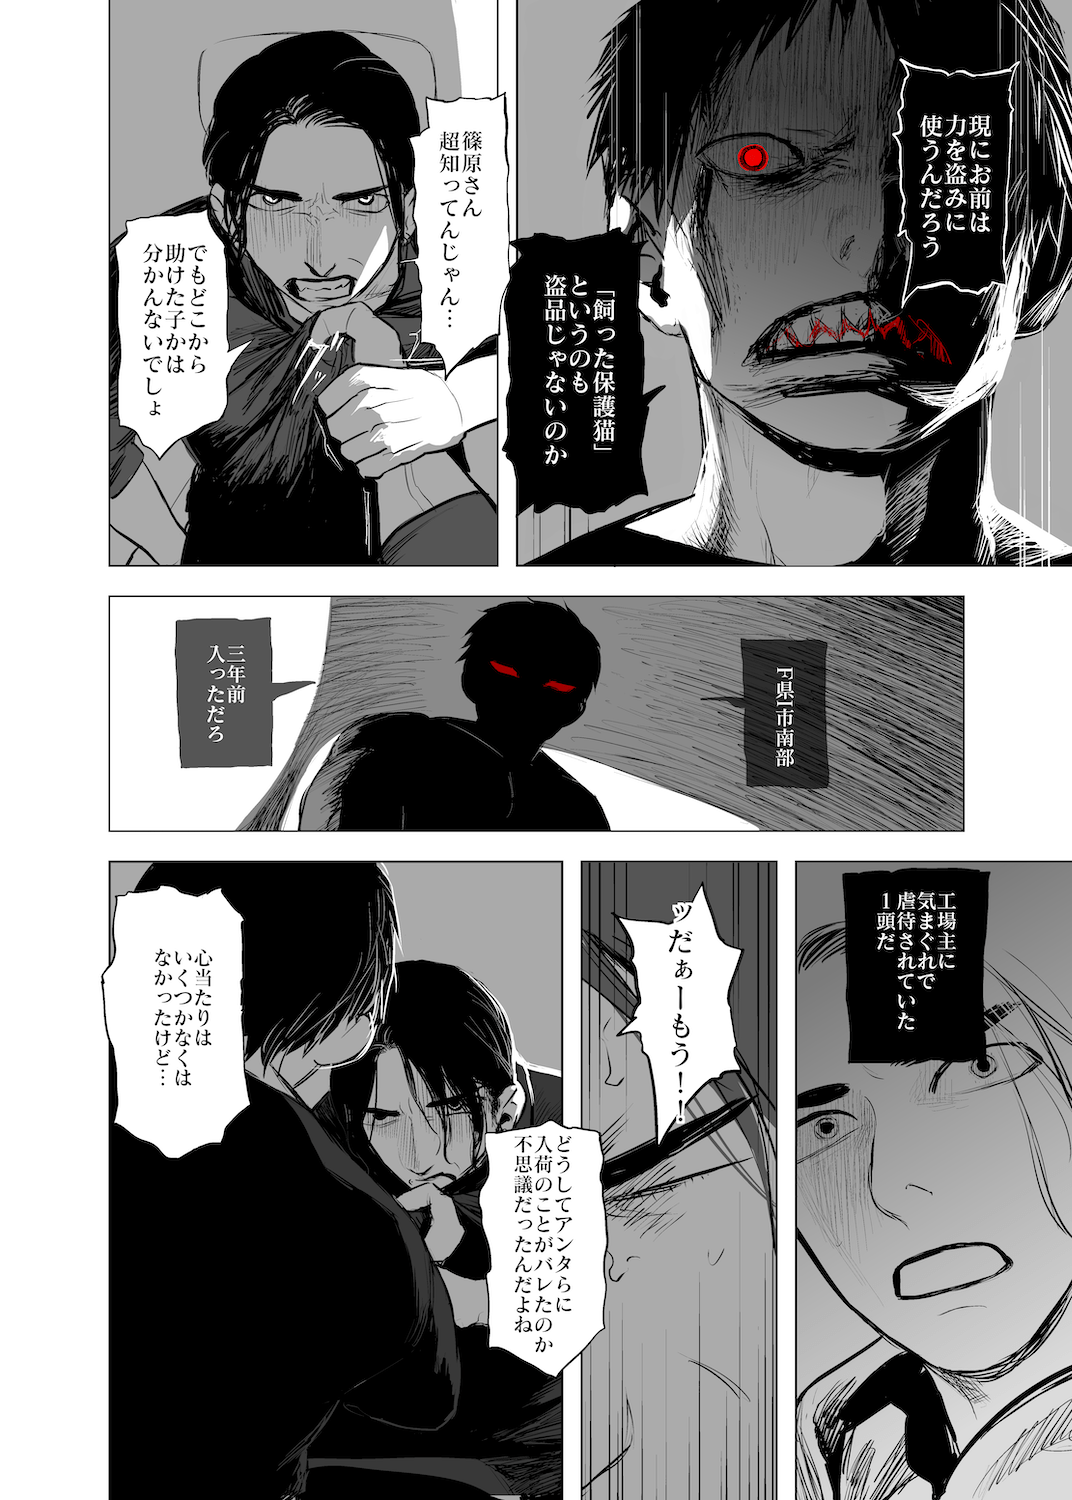 現にお前は
力を盗みに
使うんだろう
「飼った保護猫」
というのも
盗品じゃないのか
篠原さん
超知ってんじゃん…
でもどこから
助けた子かは
分かんないでしょ
F県I市南部
三年前
入っただろ
工場主に
気まぐれで
虐待されていた
１頭だ
ッだぁーもう！！
どうしてアンタらに
入荷のことがバレたのか
不思議だったんだよね
心当たりは
いくつかなくは
なかったけど…